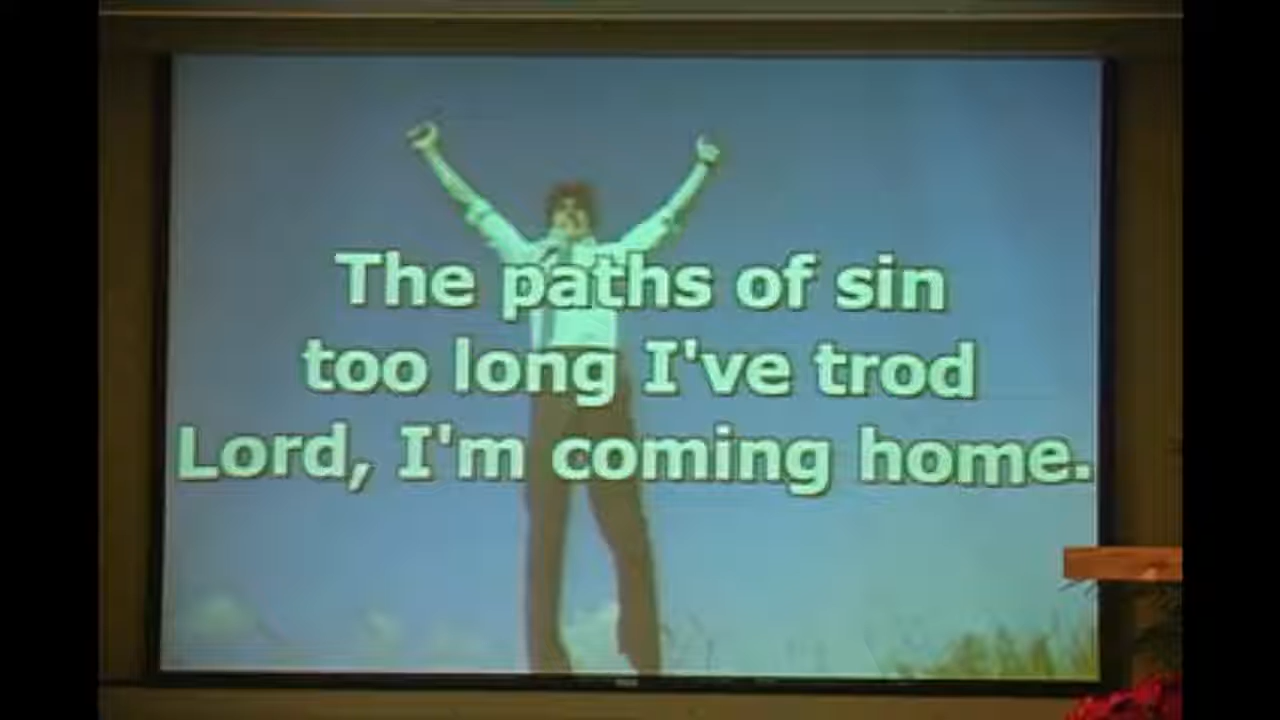 The paths of sin
too long I've trod
Lord, I'm coming home.